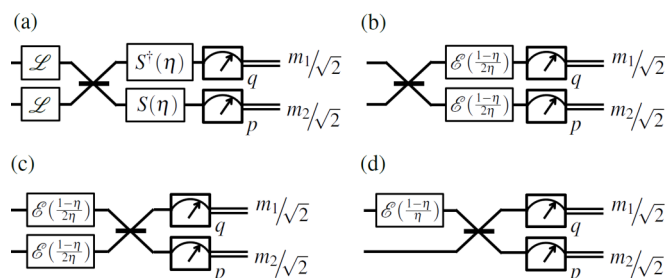 (a)
ℒ S†(η) q m₁/√2
ℒ S(η) p m₂/√2
(b)
ℰ(1−η/2η) q m₁/√2
ℰ(1−η/2η) p m₂/√2
(c)
ℰ(1−η/2η) q m₁/√2
ℰ(1−η/2η) p m₂/√2
(d)
ℰ(1−η/η) q m₁/√2
p m₂/√2